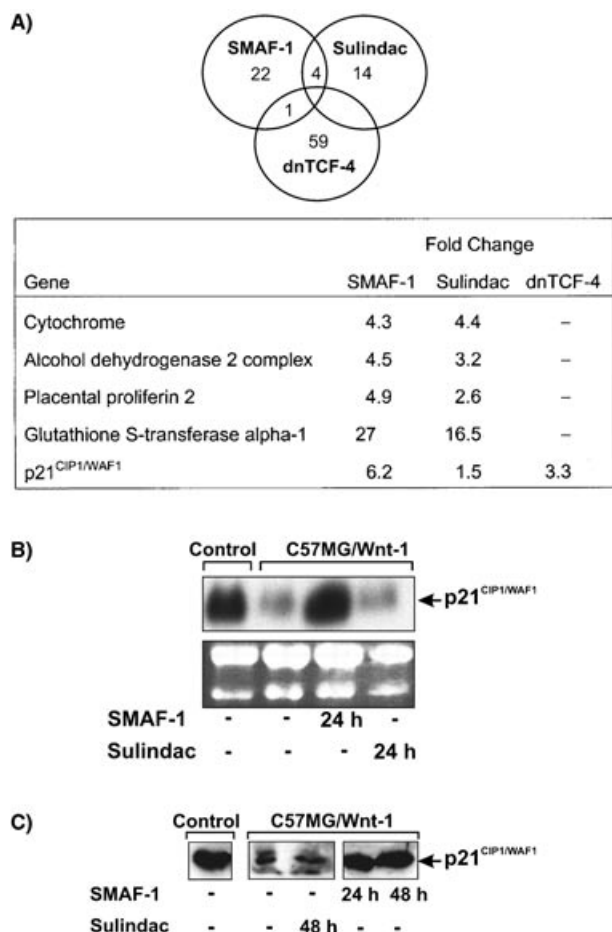 A)
SMAF-1 Sulindac
22 4 14
1
59
dnTCF-4
Fold Change
Gene SMAF-1 Sulindac dnTCF-4
Cytochrome 4.3 4.4 –
Alcohol dehydrogenase 2 complex 4.5 3.2 –
Placental proliferin 2 4.9 2.6 –
Glutathione S-transferase alpha-1 27 16.5 –
p21CIP1/WAF1 6.2 1.5 3.3
B)
Control C57MG/Wnt-1
p21CIP1/WAF1
SMAF-1 - - 24 h -
Sulindac - - - 24 h
C)
Control C57MG/Wnt-1
p21CIP1/WAF1
SMAF-1 - - - 24 h 48 h
Sulindac - - 48 h - -